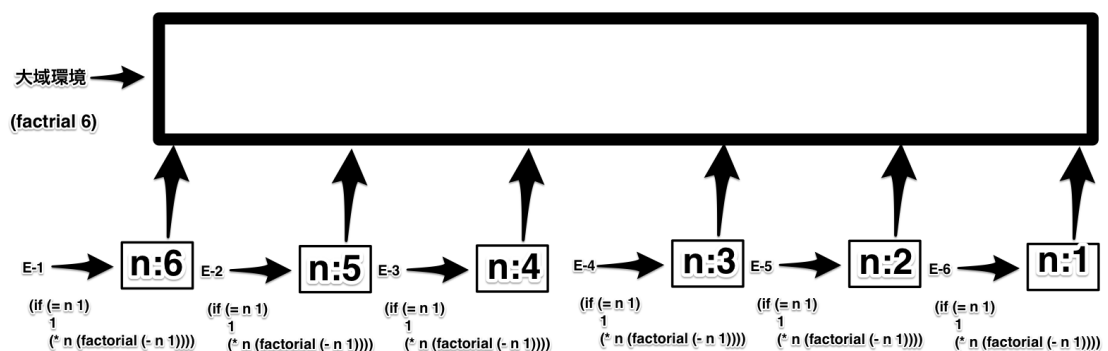 大域環境
(factrial 6)
E-1
n:6
(if (= n 1)
1
(* n (factorial (- n 1))))
E-2
n:5
(if (= n 1)
1
(* n (factorial (- n 1))))
E-3
n:4
(if (= n 1)
1
(* n (factorial (- n 1))))
E-4
n:3
(if (= n 1)
1
(* n (factorial (- n 1))))
E-5
n:2
(if (= n 1)
1
(* n (factorial (- n 1))))
E-6
n:1
(if (= n 1)
1
(* n (factorial (- n 1))))